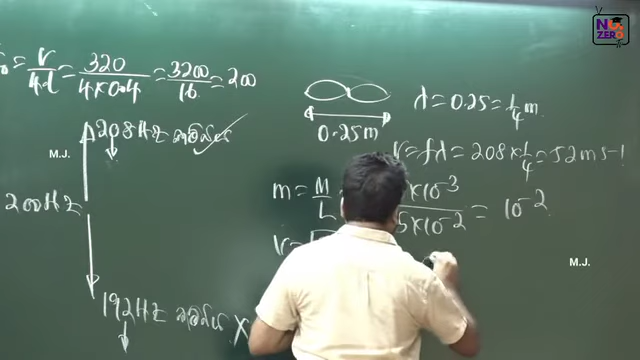 NO. ZERO
= V/4l = 320/4×0.4 = 3200/16 = 200
0.25m
λ = 0.25 = 1/4 m
208Hz
M.J.
V = fλ = 208 × 1/4 = 52 ms-1
200Hz
m = M/L
×10-3
5×10-2 = 10-2
V =
M.J.
192Hz ×